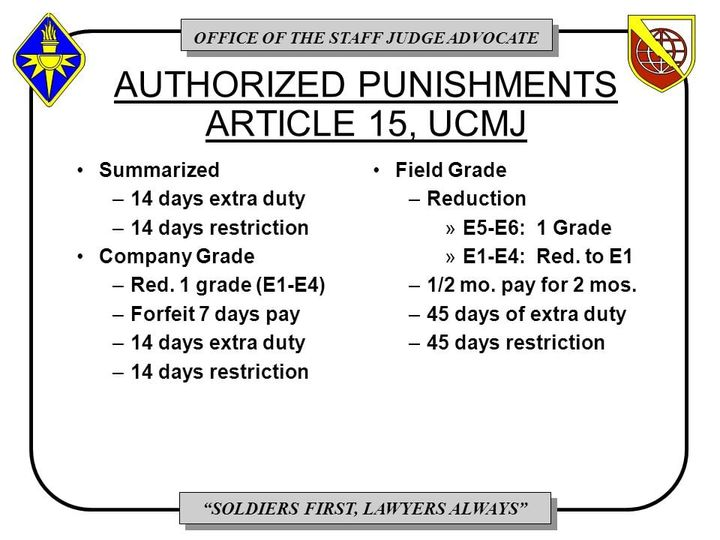 OFFICE OF THE STAFF JUDGE ADVOCATE
AUTHORIZED PUNISHMENTS
ARTICLE 15, UCMJ
• Summarized
– 14 days extra duty
– 14 days restriction
• Company Grade
– Red. 1 grade (E1-E4)
– Forfeit 7 days pay
– 14 days extra duty
– 14 days restriction
• Field Grade
– Reduction
» E5-E6: 1 Grade
» E1-E4: Red. to E1
– 1/2 mo. pay for 2 mos.
– 45 days of extra duty
– 45 days restriction
“SOLDIERS FIRST, LAWYERS ALWAYS”